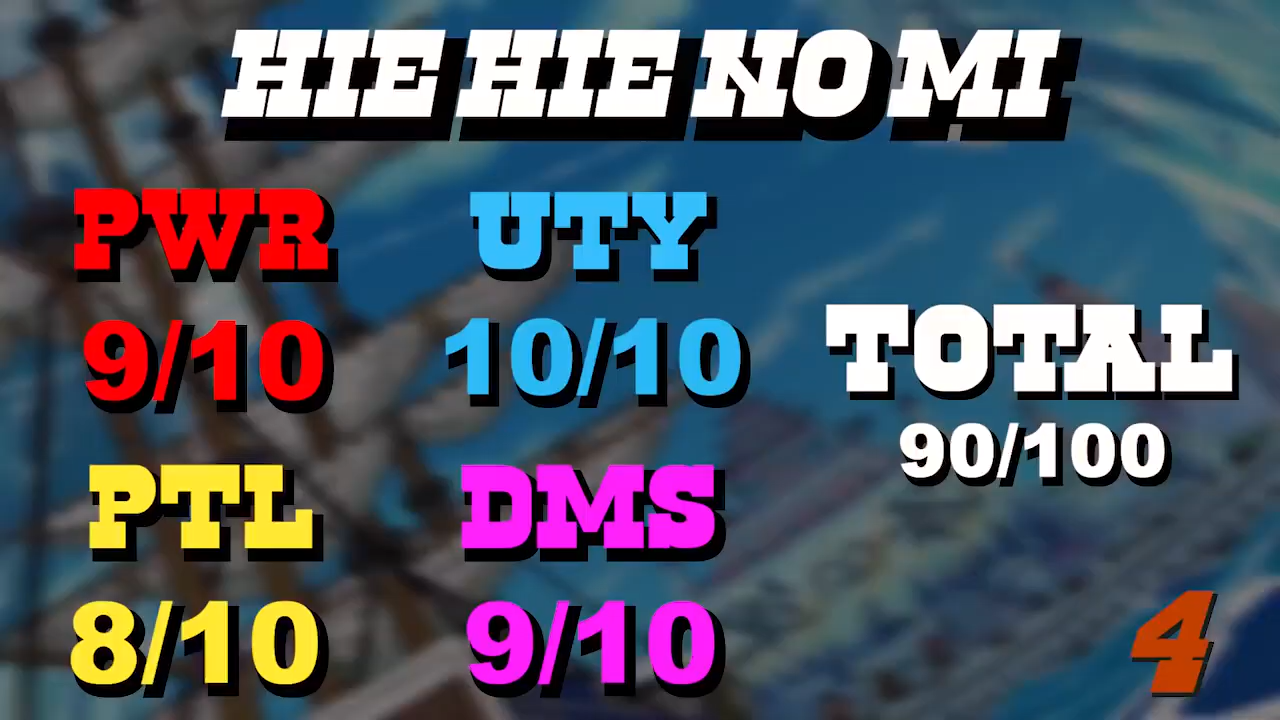 HIE HIE NO MI
PWR
UTY
9/10
10/10
TOTAL
90/100
PTL
DMS
8/10
9/10
4